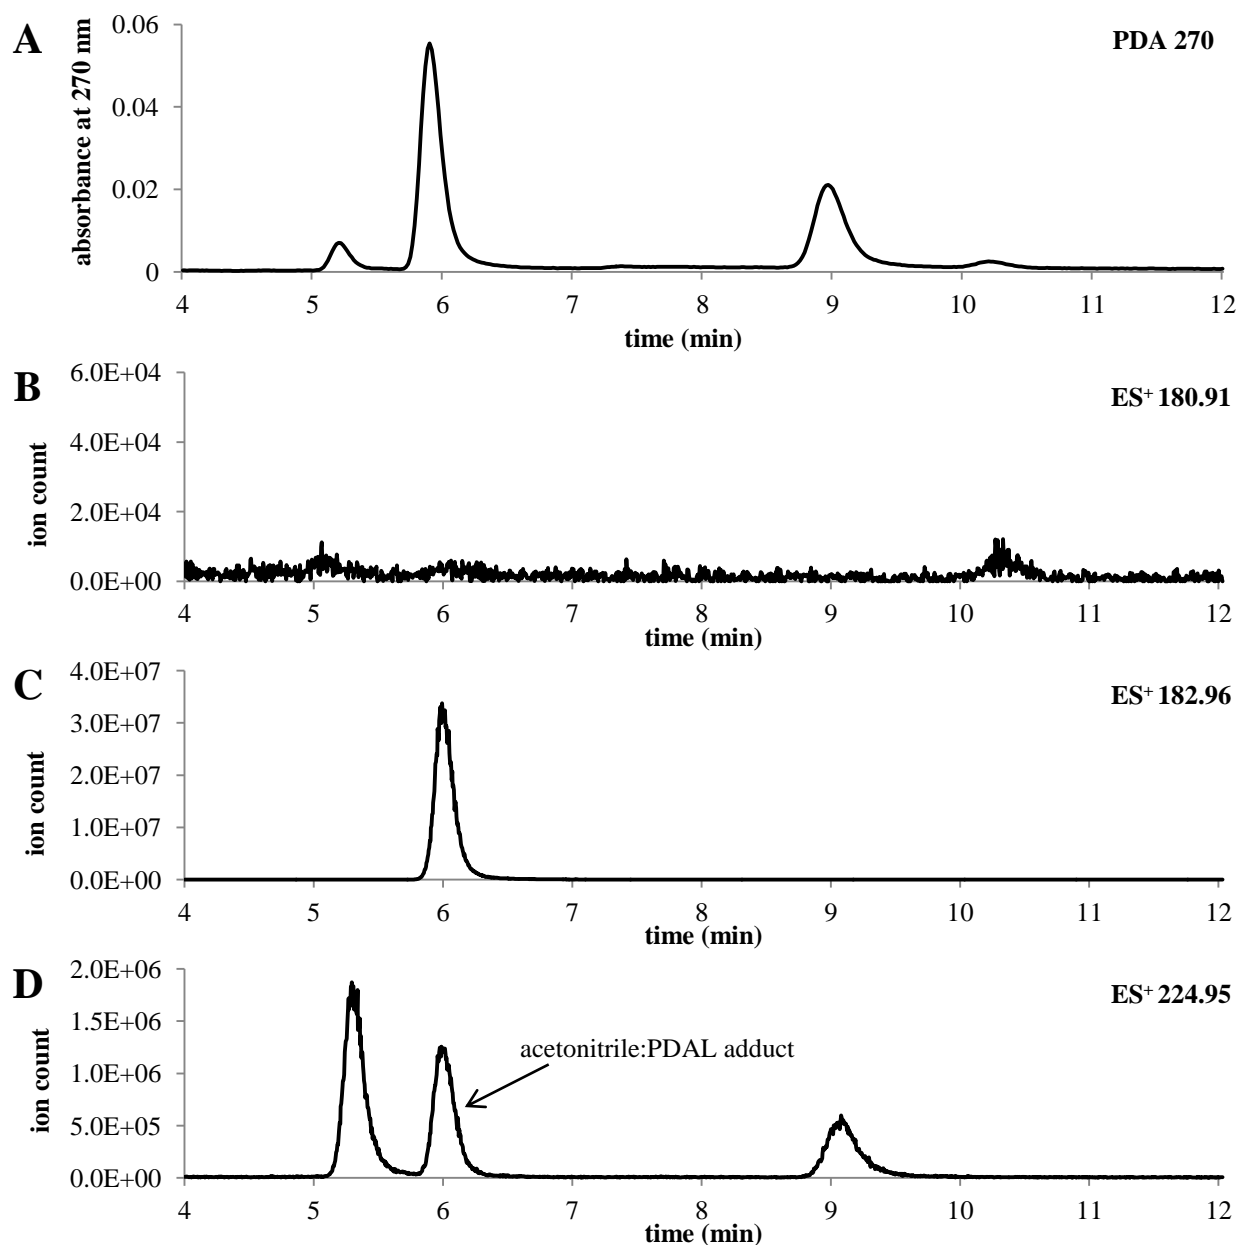 A
PDA 270
absorbance at 270 nm
0.06
0.04
0.02
0
4 5 6 7 8 9 10 11 12
time (min)
B
ES⁺ 180.91
ion count
6.0E+04
4.0E+04
2.0E+04
0.0E+00
4 5 6 7 8 9 10 11 12
time (min)
C
ES⁺ 182.96
ion count
4.0E+07
3.0E+07
2.0E+07
1.0E+07
0.0E+00
4 5 6 7 8 9 10 11 12
time (min)
D
ES⁺ 224.95
ion count
2.0E+06
1.5E+06
1.0E+06
5.0E+05
0.0E+00
acetonitrile:PDAL adduct
4 5 6 7 8 9 10 11 12
time (min)